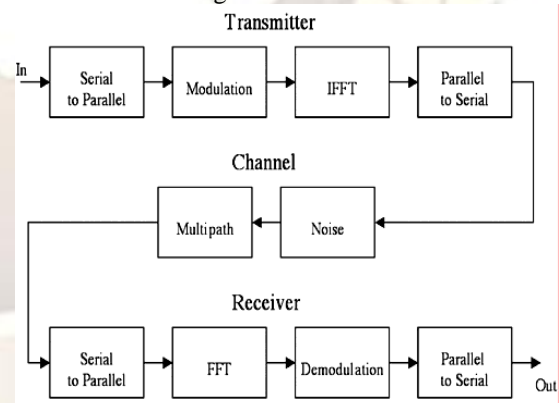 Transmitter
In
Serial
to Parallel
Modulation
IFFT
Parallel
to Serial
Channel
Multipath
Noise
Receiver
Serial
to Parallel
FFT
Demodulation
Parallel
to Serial
Out